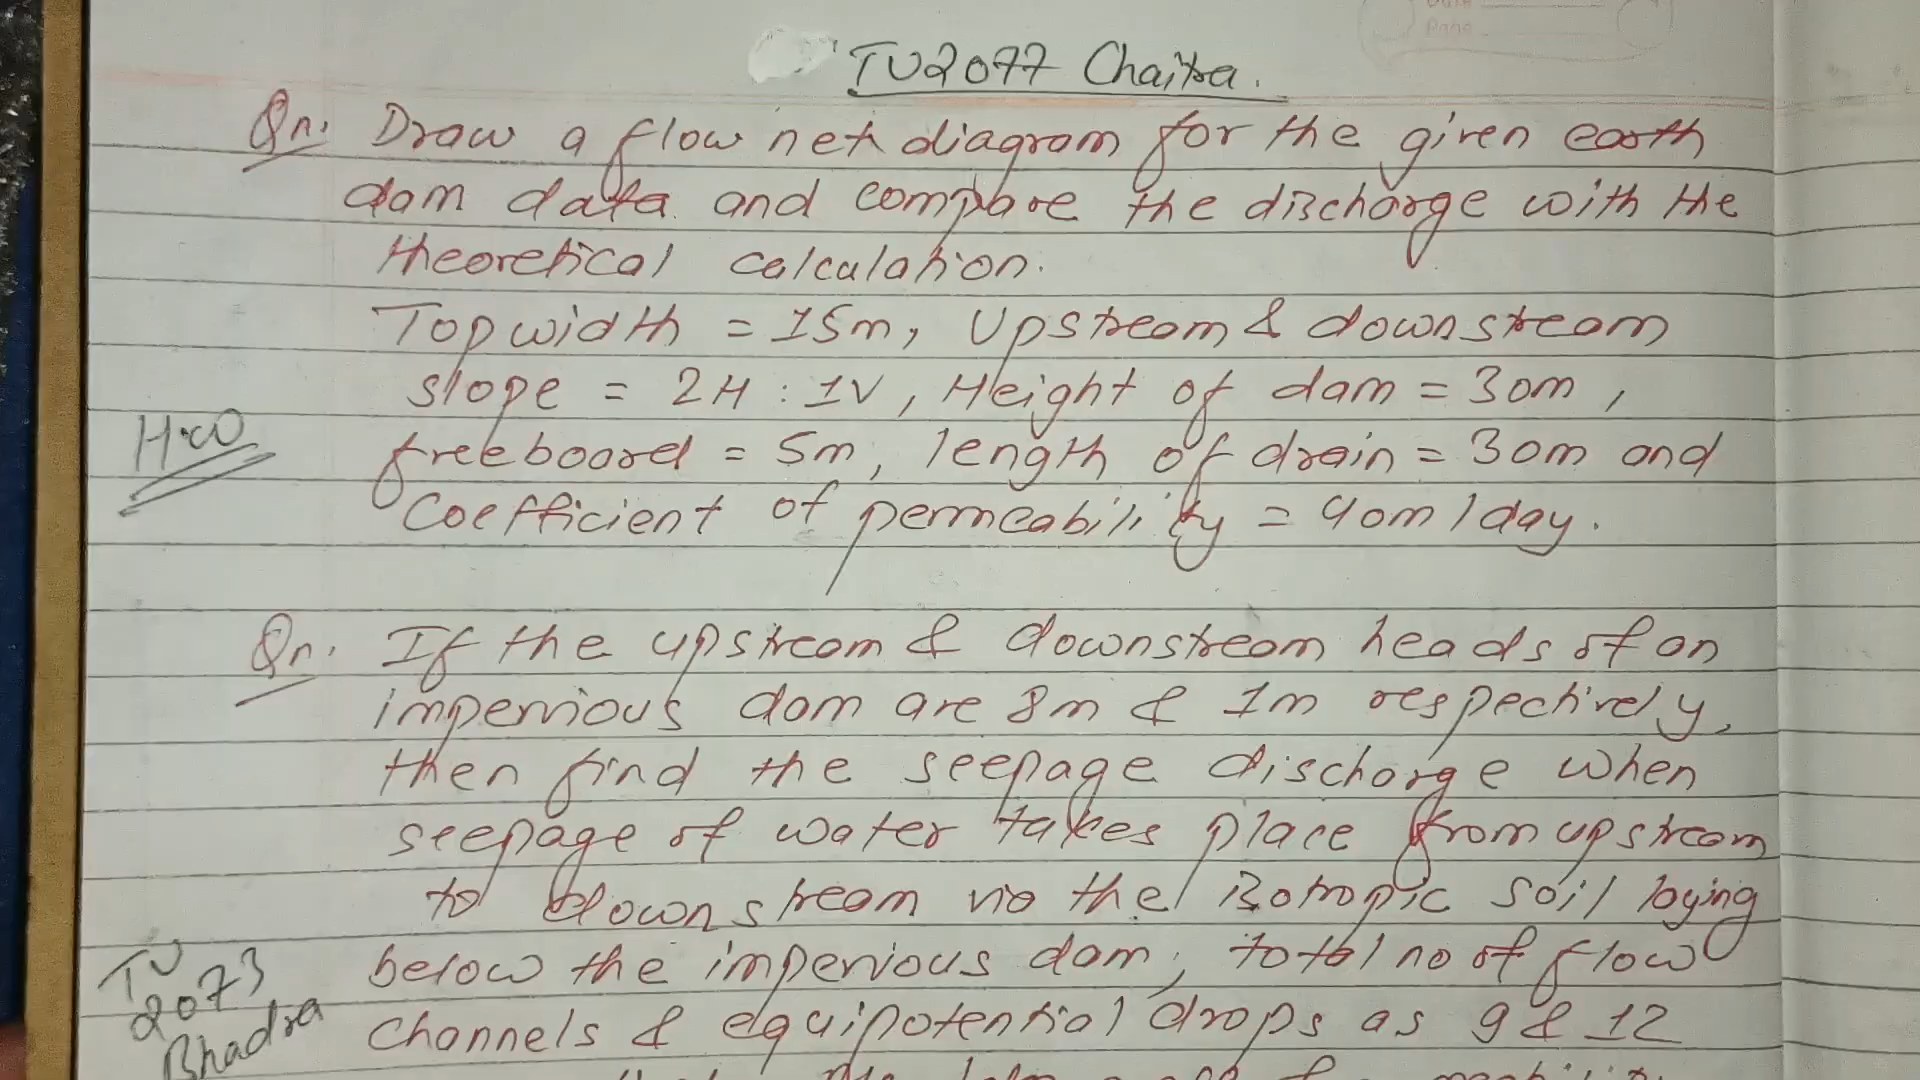 Date
Page
TU2077 Chaitra.
Qn. Draw a flow net diagram for the given earth
dam data and compare the discharge with the
theoretical calculation.
Top width = 15m, Upstream & downstream
slope = 2H : 1V, Height of dam = 30m,
H.W
freeboard = 5m, length of drain = 30m and
Coefficient of permeability = 40m/day.
Qn. If the upstream & downstream heads of an
impervious dam are 8m & 1m respectively,
then find the seepage discharge when
seepage of water takes place from upstream
to downstream via the isotropic soil laying
below the impervious dam, total no of flow
channels & equipotential drops as 9 & 12
TU
2073
Bhadra